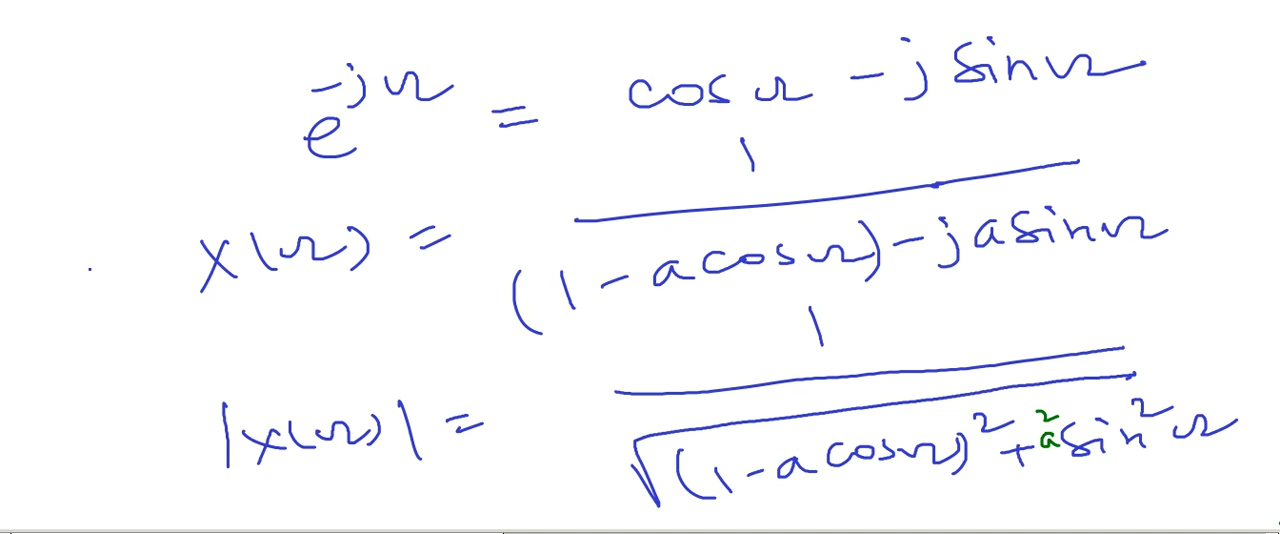 e^{-jΩ} = cos Ω - j sin Ω
X(Ω) = 1 / ((1 - a cos Ω) - j a sin Ω)
|X(Ω)| = 1 / √((1 - a cos Ω)² + a² sin² Ω)